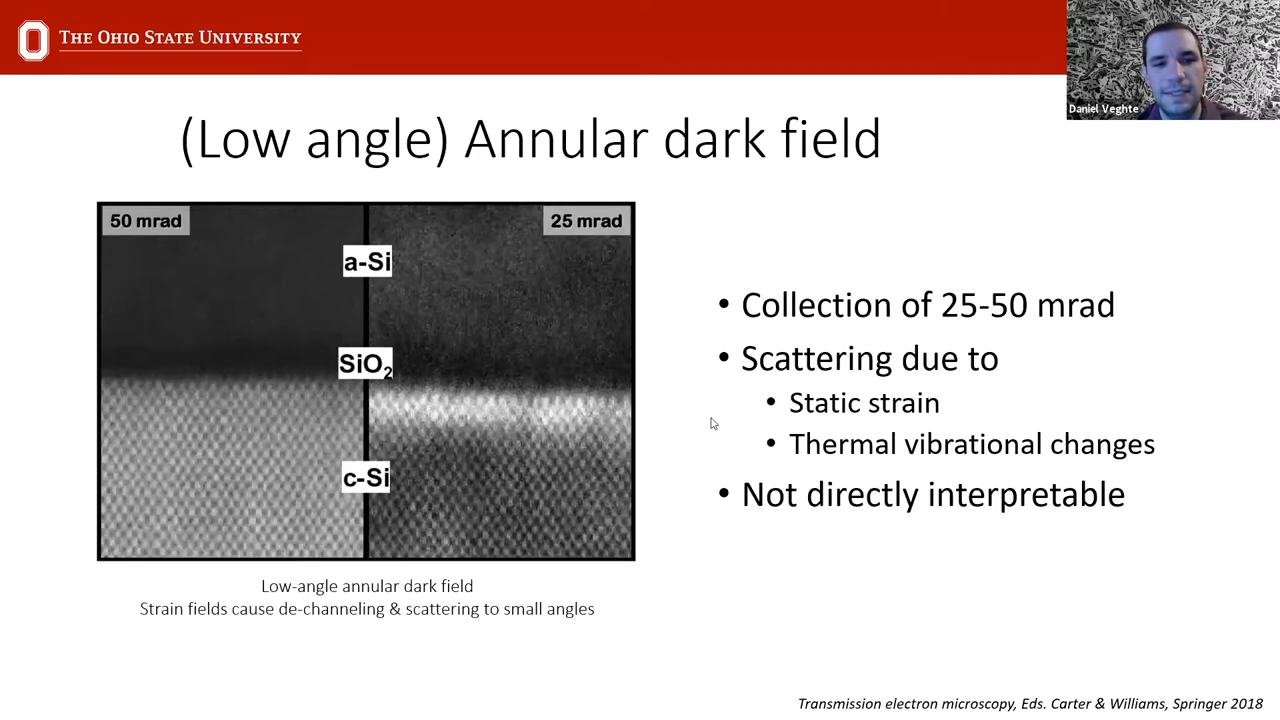 THE OHIO STATE UNIVERSITY
Daniel Veghte
(Low angle) Annular dark field
50 mrad
25 mrad
a-Si
SiO₂
c-Si
• Collection of 25-50 mrad
• Scattering due to
• Static strain
• Thermal vibrational changes
• Not directly interpretable
Low-angle annular dark field
Strain fields cause de-channeling & scattering to small angles
Transmission electron microscopy, Eds. Carter & Williams, Springer 2018